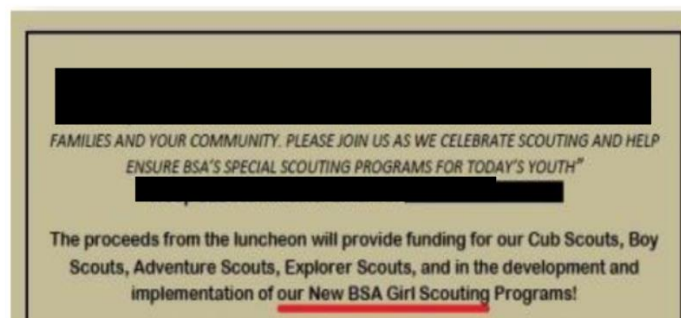 FAMILIES AND YOUR COMMUNITY. PLEASE JOIN US AS WE CELEBRATE SCOUTING AND HELP
ENSURE BSA'S SPECIAL SCOUTING PROGRAMS FOR TODAY'S YOUTH"
The proceeds from the luncheon will provide funding for our Cub Scouts, Boy
Scouts, Adventure Scouts, Explorer Scouts, and in the development and
implementation of our New BSA Girl Scouting Programs!